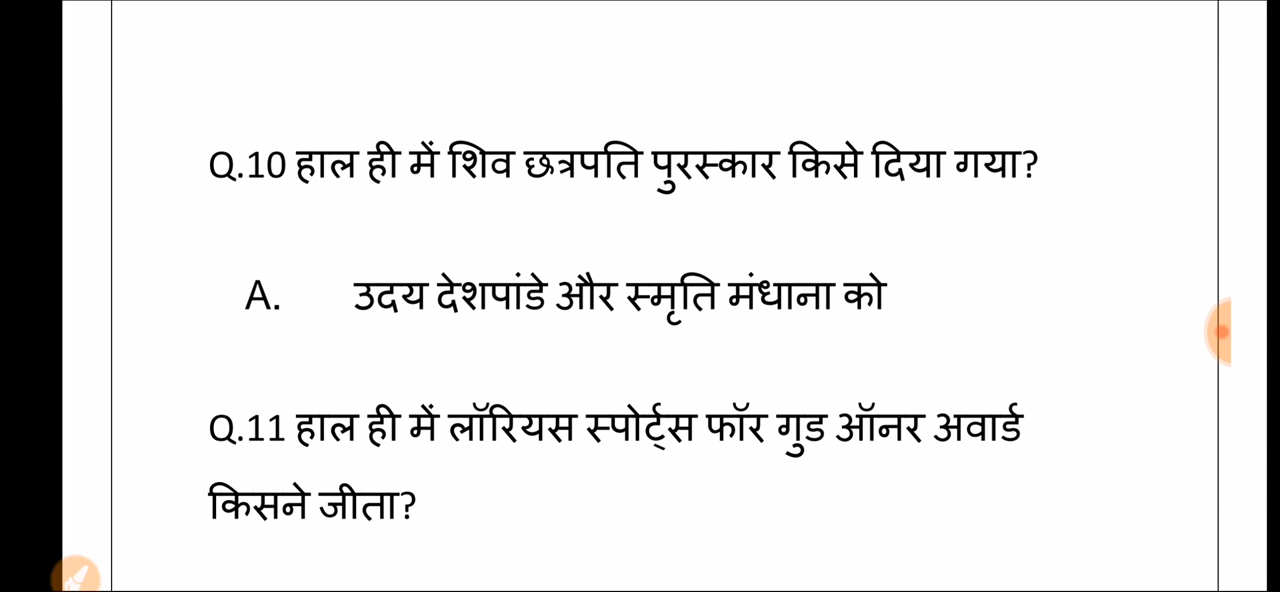 Q.10 हाल ही में शिव छत्रपति पुरस्कार किसे दिया गया?
A. उदय देशपांडे और स्मृति मंधाना को
Q.11 हाल ही में लॉरियस स्पोर्ट्स फॉर गुड ऑनर अवार्ड
किसने जीता?